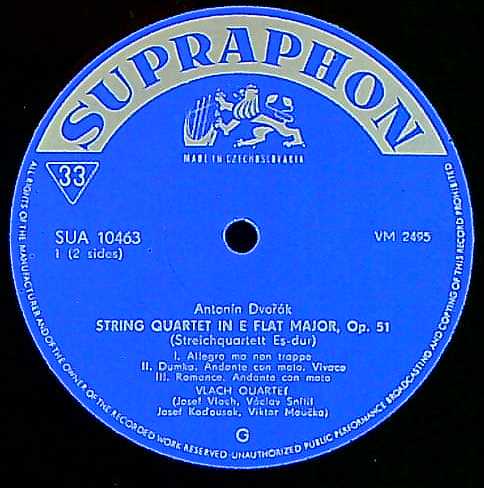 SUPRAPHON
MADE IN CZECHOSLOVAKIA
33
SUA 10463
1 (2 sides)
VM 2495
Antonín Dvořák
STRING QUARTET IN E FLAT MAJOR, Op. 51
(Streichquartett Es-dur)
I. Allegro ma non troppo
II. Dumka. Andante con moto. Vivace
III. Romance. Andante con moto
VLACH QUARTET
(Josef Vlach, Václav Snítil
Josef Koďousek, Viktor Moučka)
G
ALL RIGHTS OF THE MANUFACTURER AND OF THE OWNER OF THE RECORDED WORK RESERVED · UNAUTHORIZED PUBLIC PERFORMANCE BROADCASTING AND COPYING OF THIS RECORD PROHIBITED